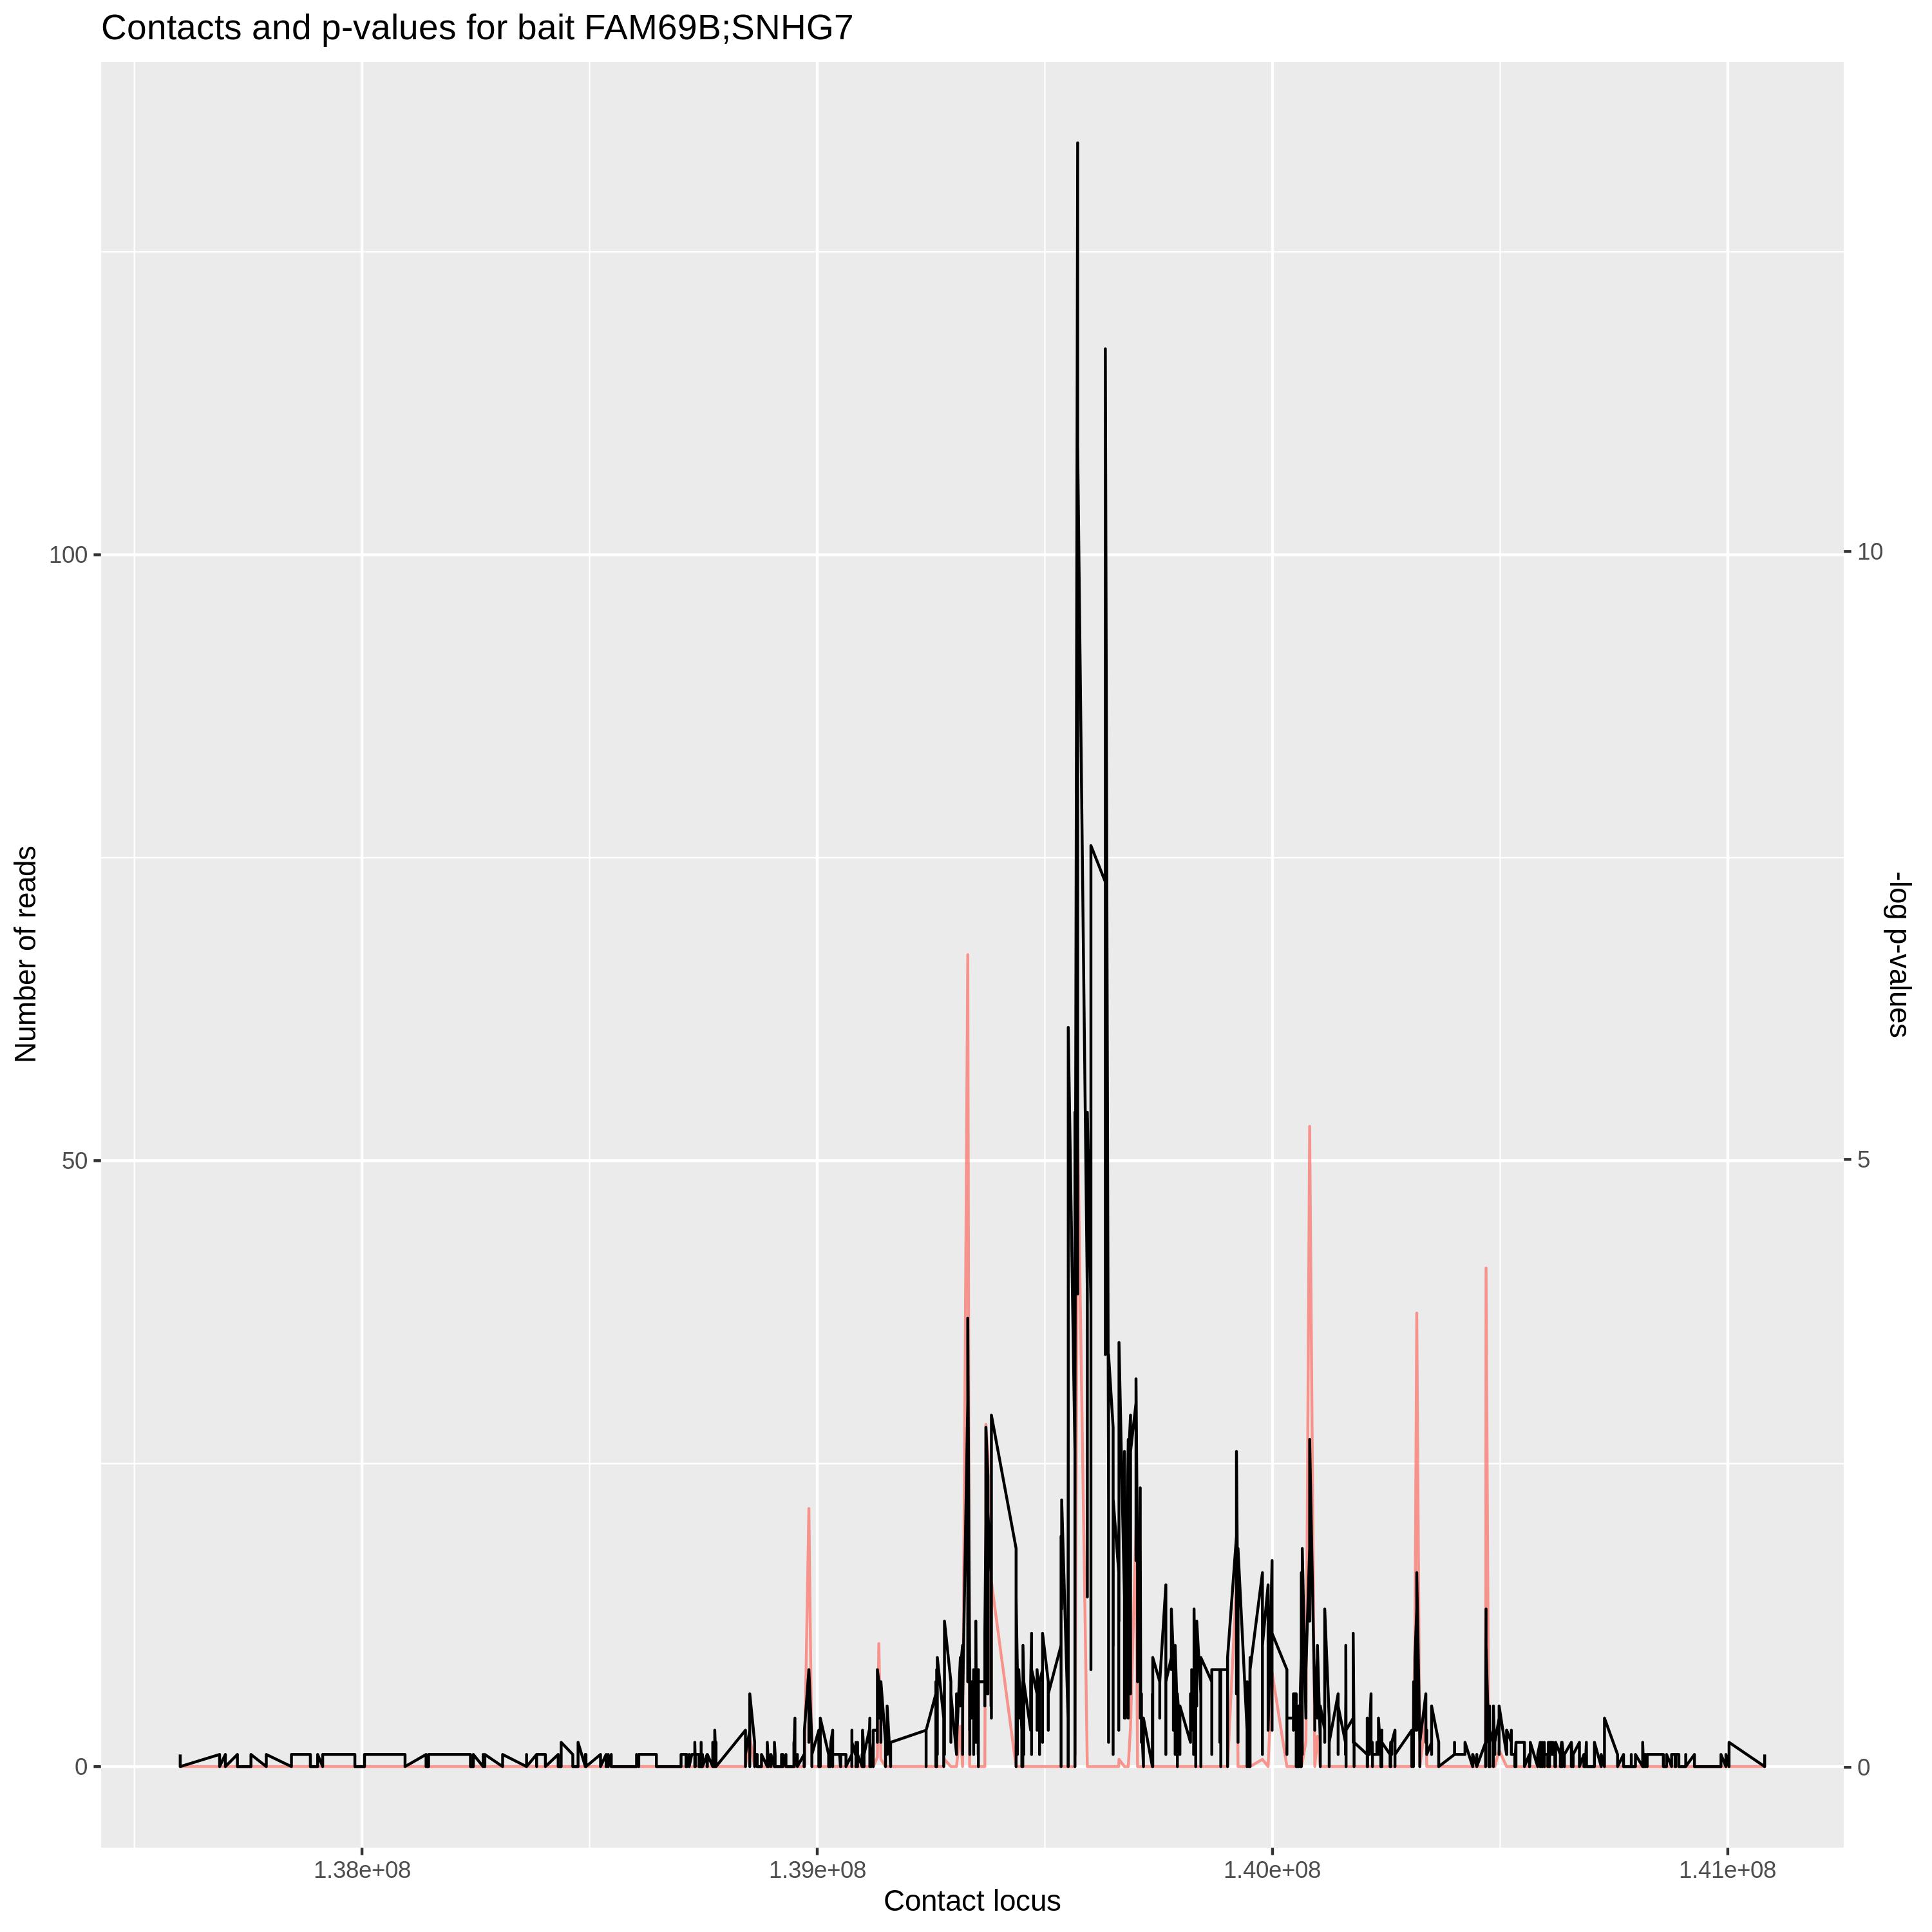 Contacts and p-values for bait FAM69B;SNHG7
Number of reads
100
50
0
10
5
0
-log p-values
1.38e+08
1.39e+08
1.40e+08
1.41e+08
Contact locus